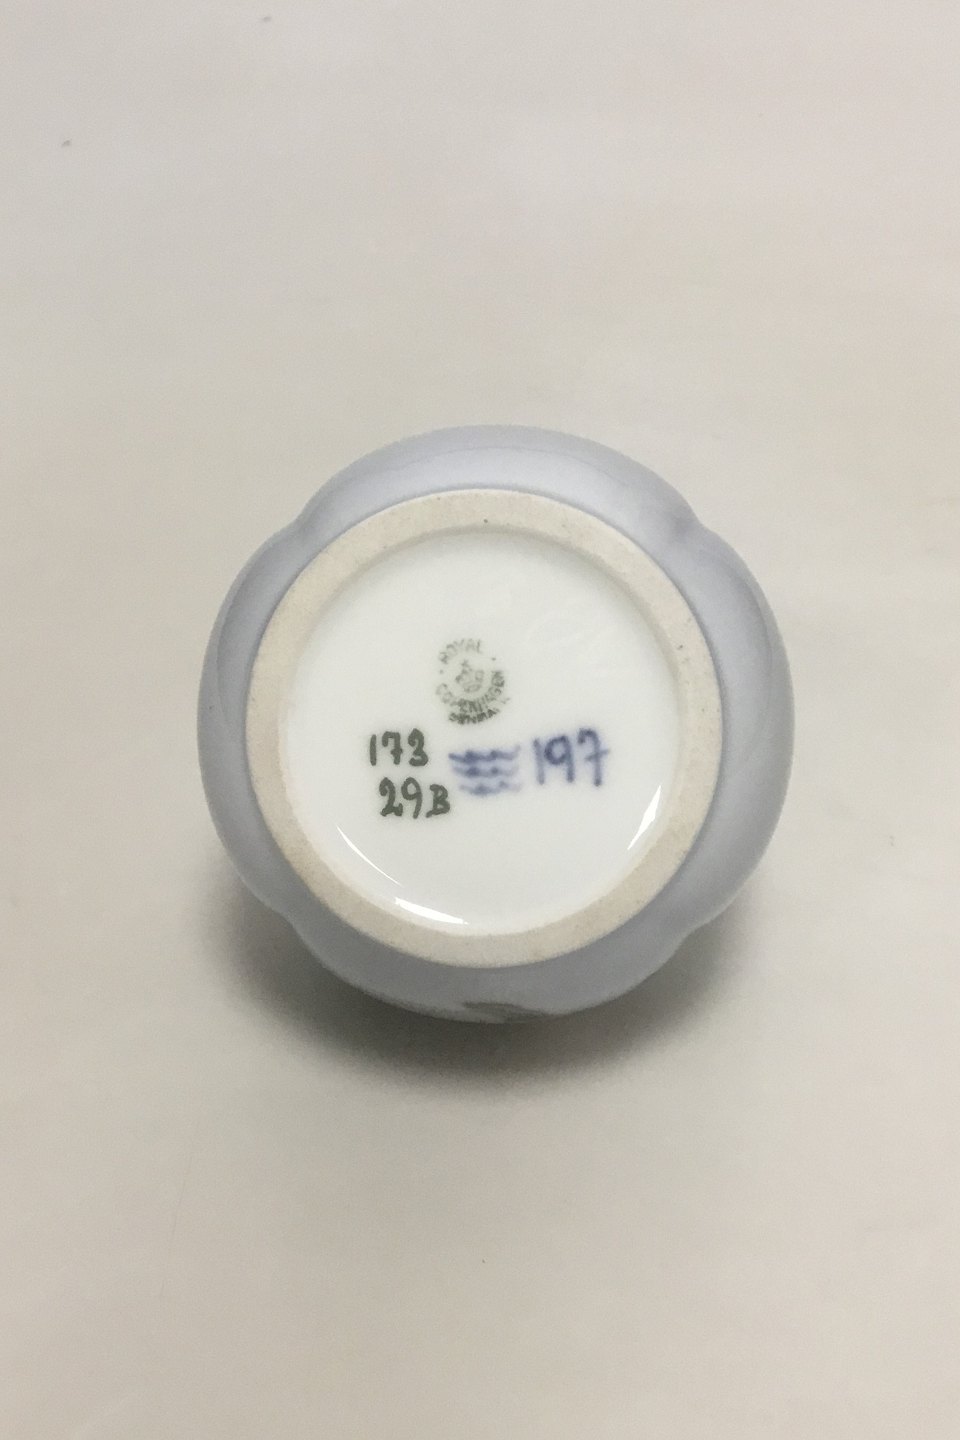 ROYAL
COPENHAGEN
DENMARK
173 197
29B